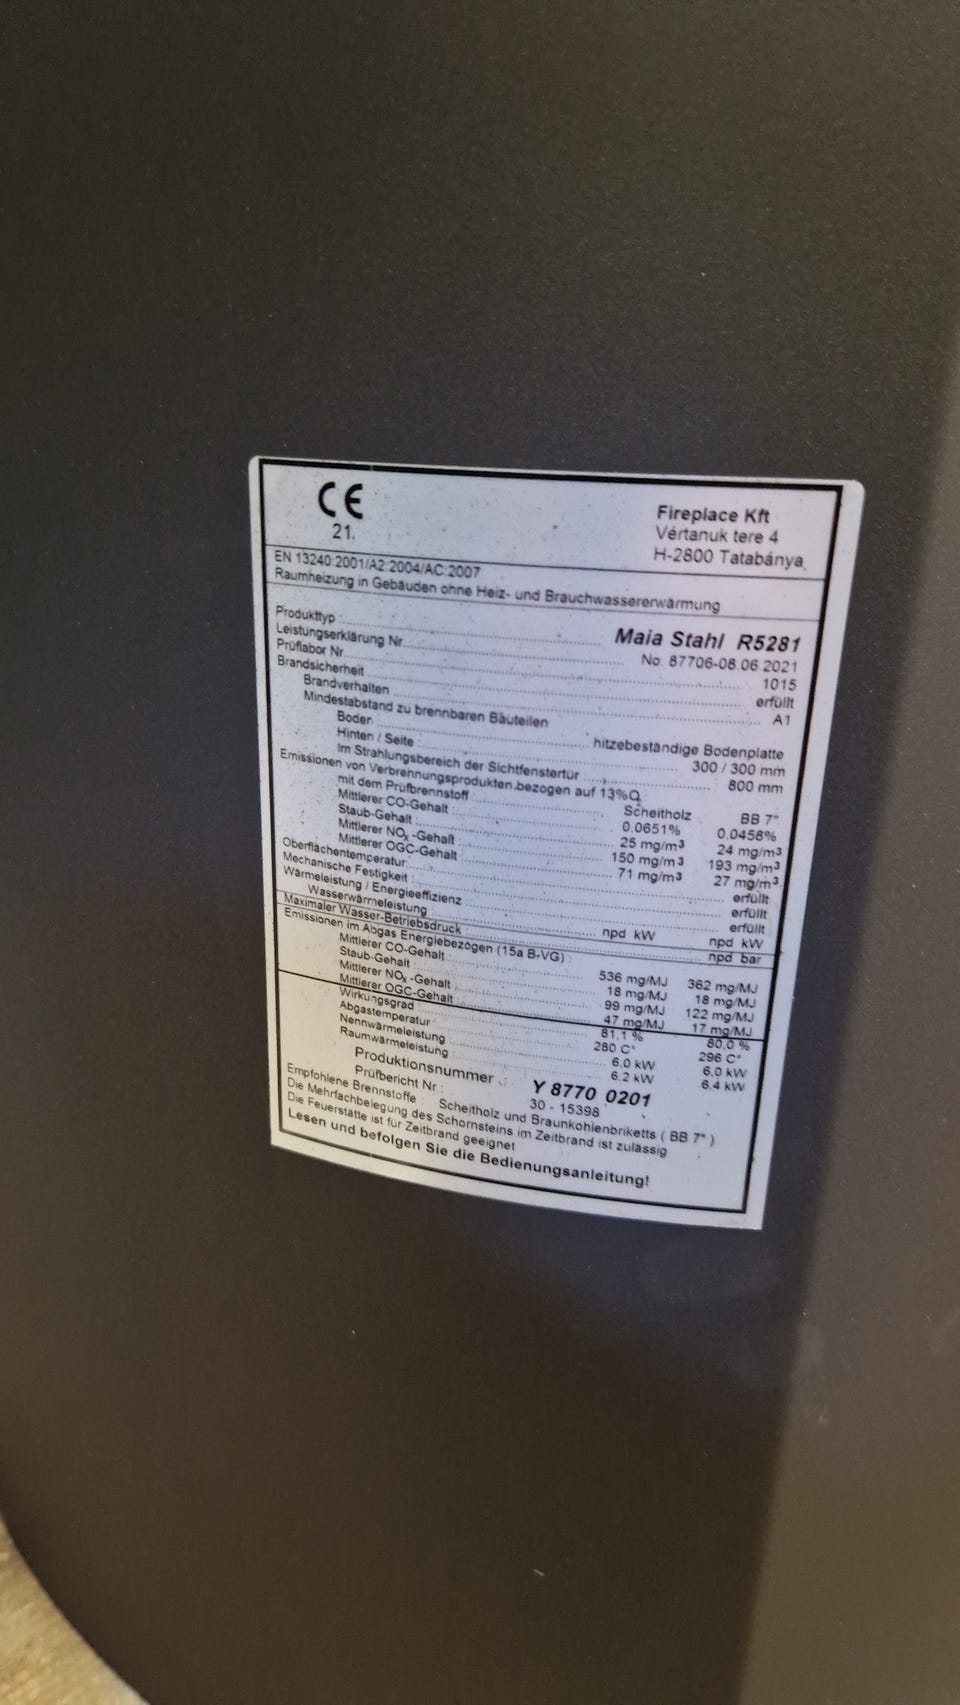 CE
21.
Fireplace Kft
Vértanuk tere 4
H-2800 Tatabánya,
EN 13240:2001/A2:2004/AC:2007
Raumheizung in Gebäuden ohne Heiz- und Brauchwassererwärmung
Produkttyp : Maia Stahl R5281
Leistungserklärung Nr. No. 87706-08.06.2021
Prüflabor Nr. 1015
Brandsicherheit erfüllt
Brandverhalten A1
Mindestabstand zu brennbaren Bauteilen
Boden hitzebeständige Bodenplatte
Hinten / Seite : 300 / 300 mm
Im Strahlungsbereich der Sichtfenstertür 800 mm
Emissionen von Verbrennungsprodukten bezogen auf 13%O
mit dem Prüfbrennstoff : Scheitholz BB 7"
Mittlerer CO-Gehalt 0.0651% 0.0458%
Staub-Gehalt : 25 mg/m³ 24 mg/m³
Mittlerer NOx -Gehalt 150 mg/m³ 193 mg/m³
Mittlerer OGC-Gehalt 71 mg/m³ 27 mg/m³
Oberflächentemperatur erfüllt
Mechanische Festigkeit : erfüllt
Wärmeleistung / Energieeffizienz erfüllt
Wasserwärmeleistung npd kW npd kW
Maximaler Wasser-Betriebsdruck npd bar
Emissionen im Abgas Energiebezogen (15a B-VG) :
Mittlerer CO-Gehalt 536 mg/MJ 362 mg/MJ
Staub-Gehalt : 18 mg/MJ 18 mg/MJ
Mittlerer NOx -Gehalt 99 mg/MJ 122 mg/MJ
Mittlerer OGC-Gehalt 47 mg/MJ 17 mg/MJ
Wirkungsgrad 81,1 % 80,0 %
Abgastemperatur 280 C° 296 C°
Nennwärmeleistung 6,0 kW 6,0 kW
Raumwärmeleistung 6,2 kW 6,4 kW
Produktionsnummer : Y 8770 0201
Prüfbericht Nr : 30 - 15398
Empfohlene Brennstoffe : Scheitholz und Braunkohlenbriketts ( BB 7" )
Die Mehrfachbelegung des Schornsteins im Zeitbrand ist zulässig
Die Feuerstätte ist für Zeitbrand geeignet
Lesen und befolgen Sie die Bedienungsanleitung!